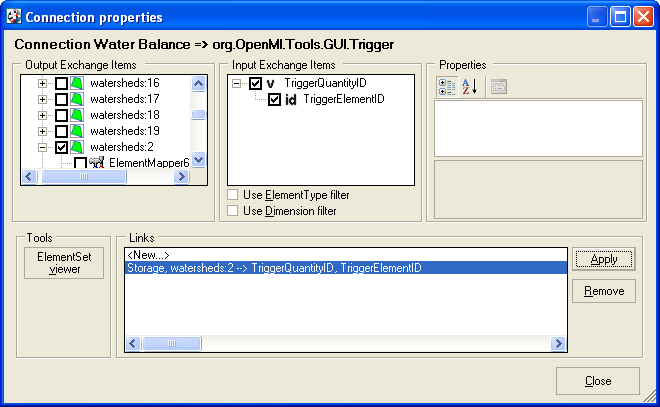 Connection properties
Connection Water Balance => org.OpenMI.Tools.GUI.Trigger
Output Exchange Items
watersheds:16
watersheds:17
watersheds:18
watersheds:19
watersheds:2
ElementMapper6
Input Exchange Items
v TriggerQuantityID
id TriggerElementID
Use ElementType filter
Use Dimension filter
Properties
A
Z
Tools
ElementSet
viewer
Links
<New...>
Storage, watersheds:2 --> TriggerQuantityID, TriggerElementID
Apply
Remove
Close